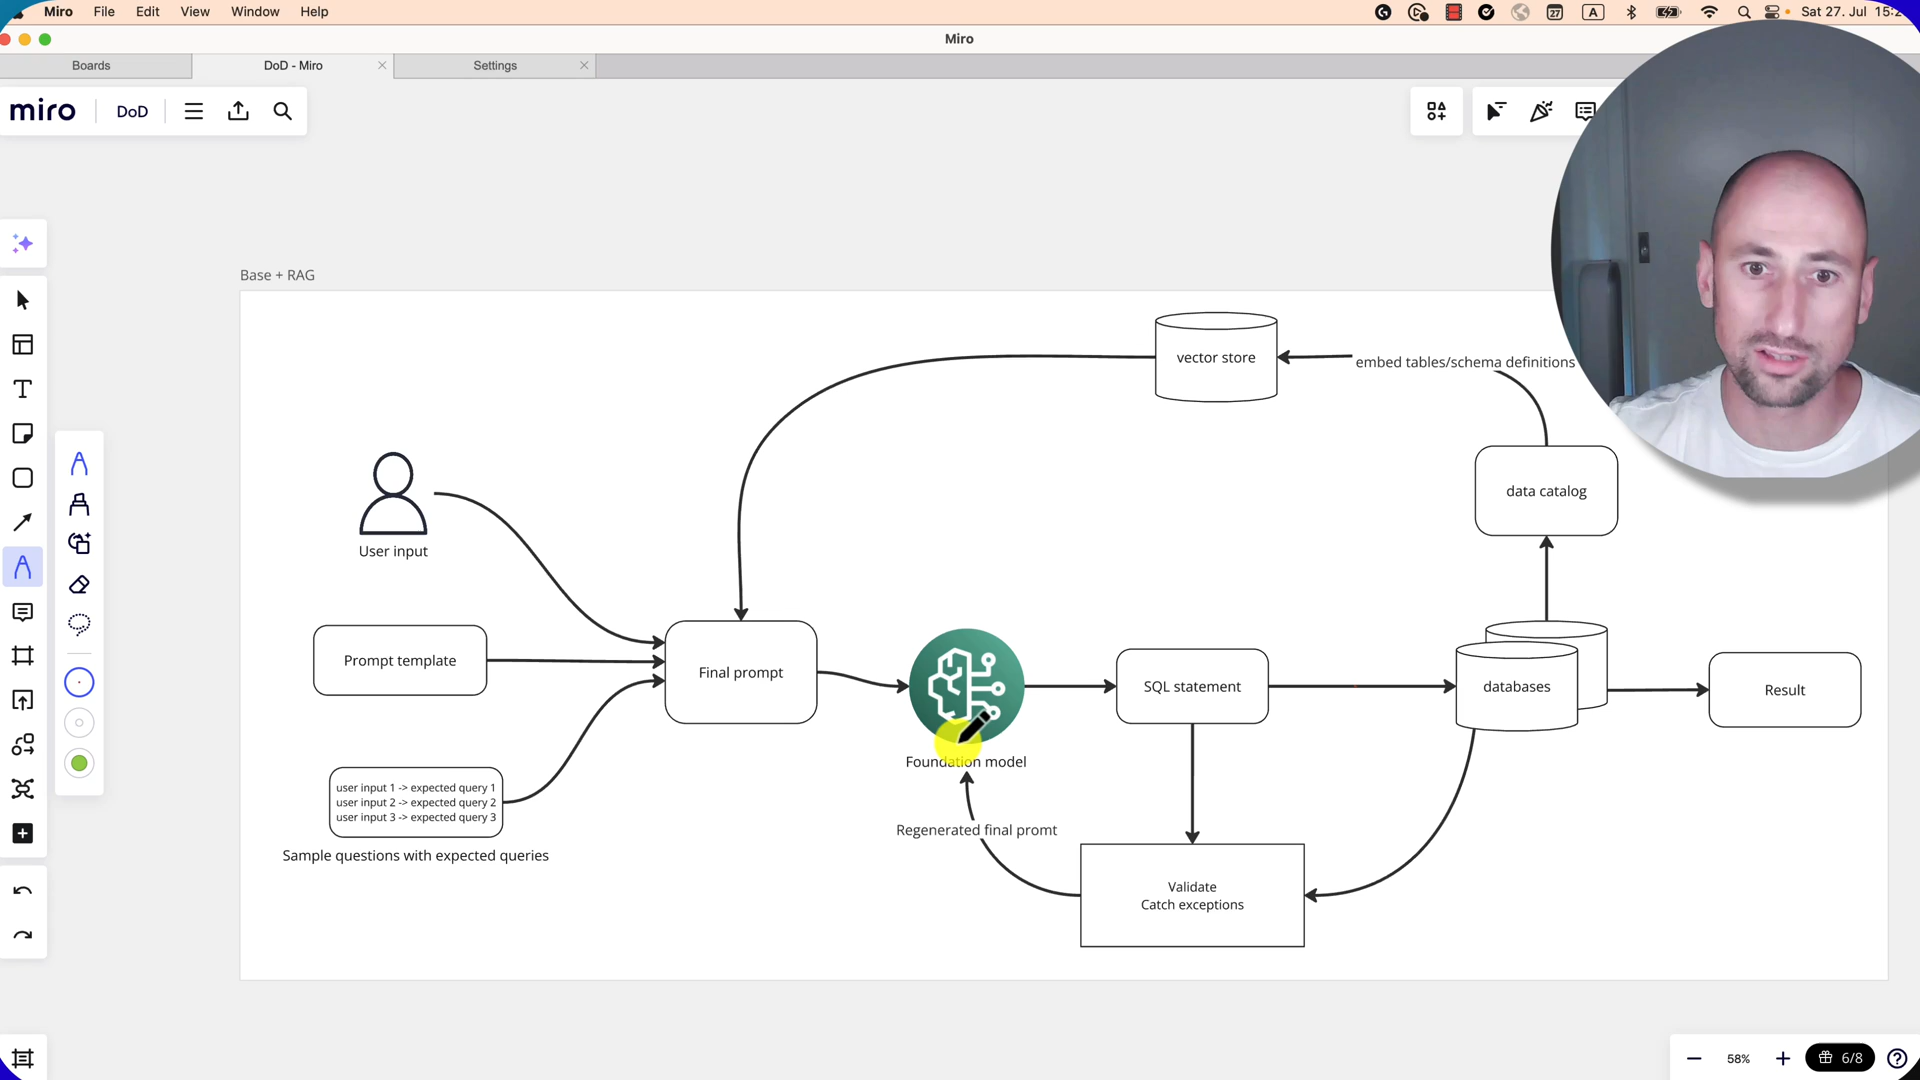 Miro File Edit View Window Help
27 A Sat 27. Jul 15:2
Miro
Boards
DoD - Miro
Settings
miro DoD
Base + RAG
vector store
embed tables/schema definitions
data catalog
User input
Prompt template
Final prompt
SQL statement
databases
Result
Foundation model
user input 1 -> expected query 1
user input 2 -> expected query 2
user input 3 -> expected query 3
Sample questions with expected queries
Regenerated final promt
Validate
Catch exceptions
58%
6/8